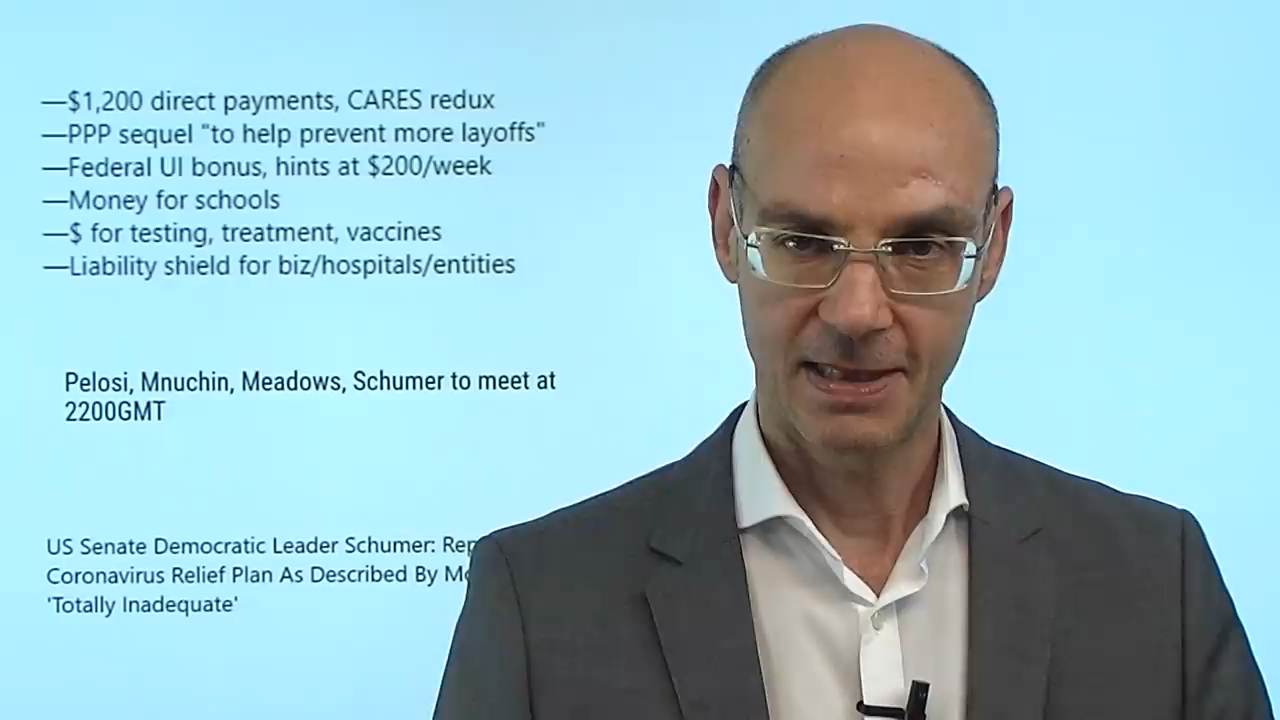 —$1,200 direct payments, CARES redux
—PPP sequel "to help prevent more layoffs"
—Federal UI bonus, hints at $200/week
—Money for schools
—$ for testing, treatment, vaccines
—Liability shield for biz/hospitals/entities
Pelosi, Mnuchin, Meadows, Schumer to meet at
2200GMT
US Senate Democratic Leader Schumer:
Coronavirus Relief Plan As Described By
'Totally Inadequate'